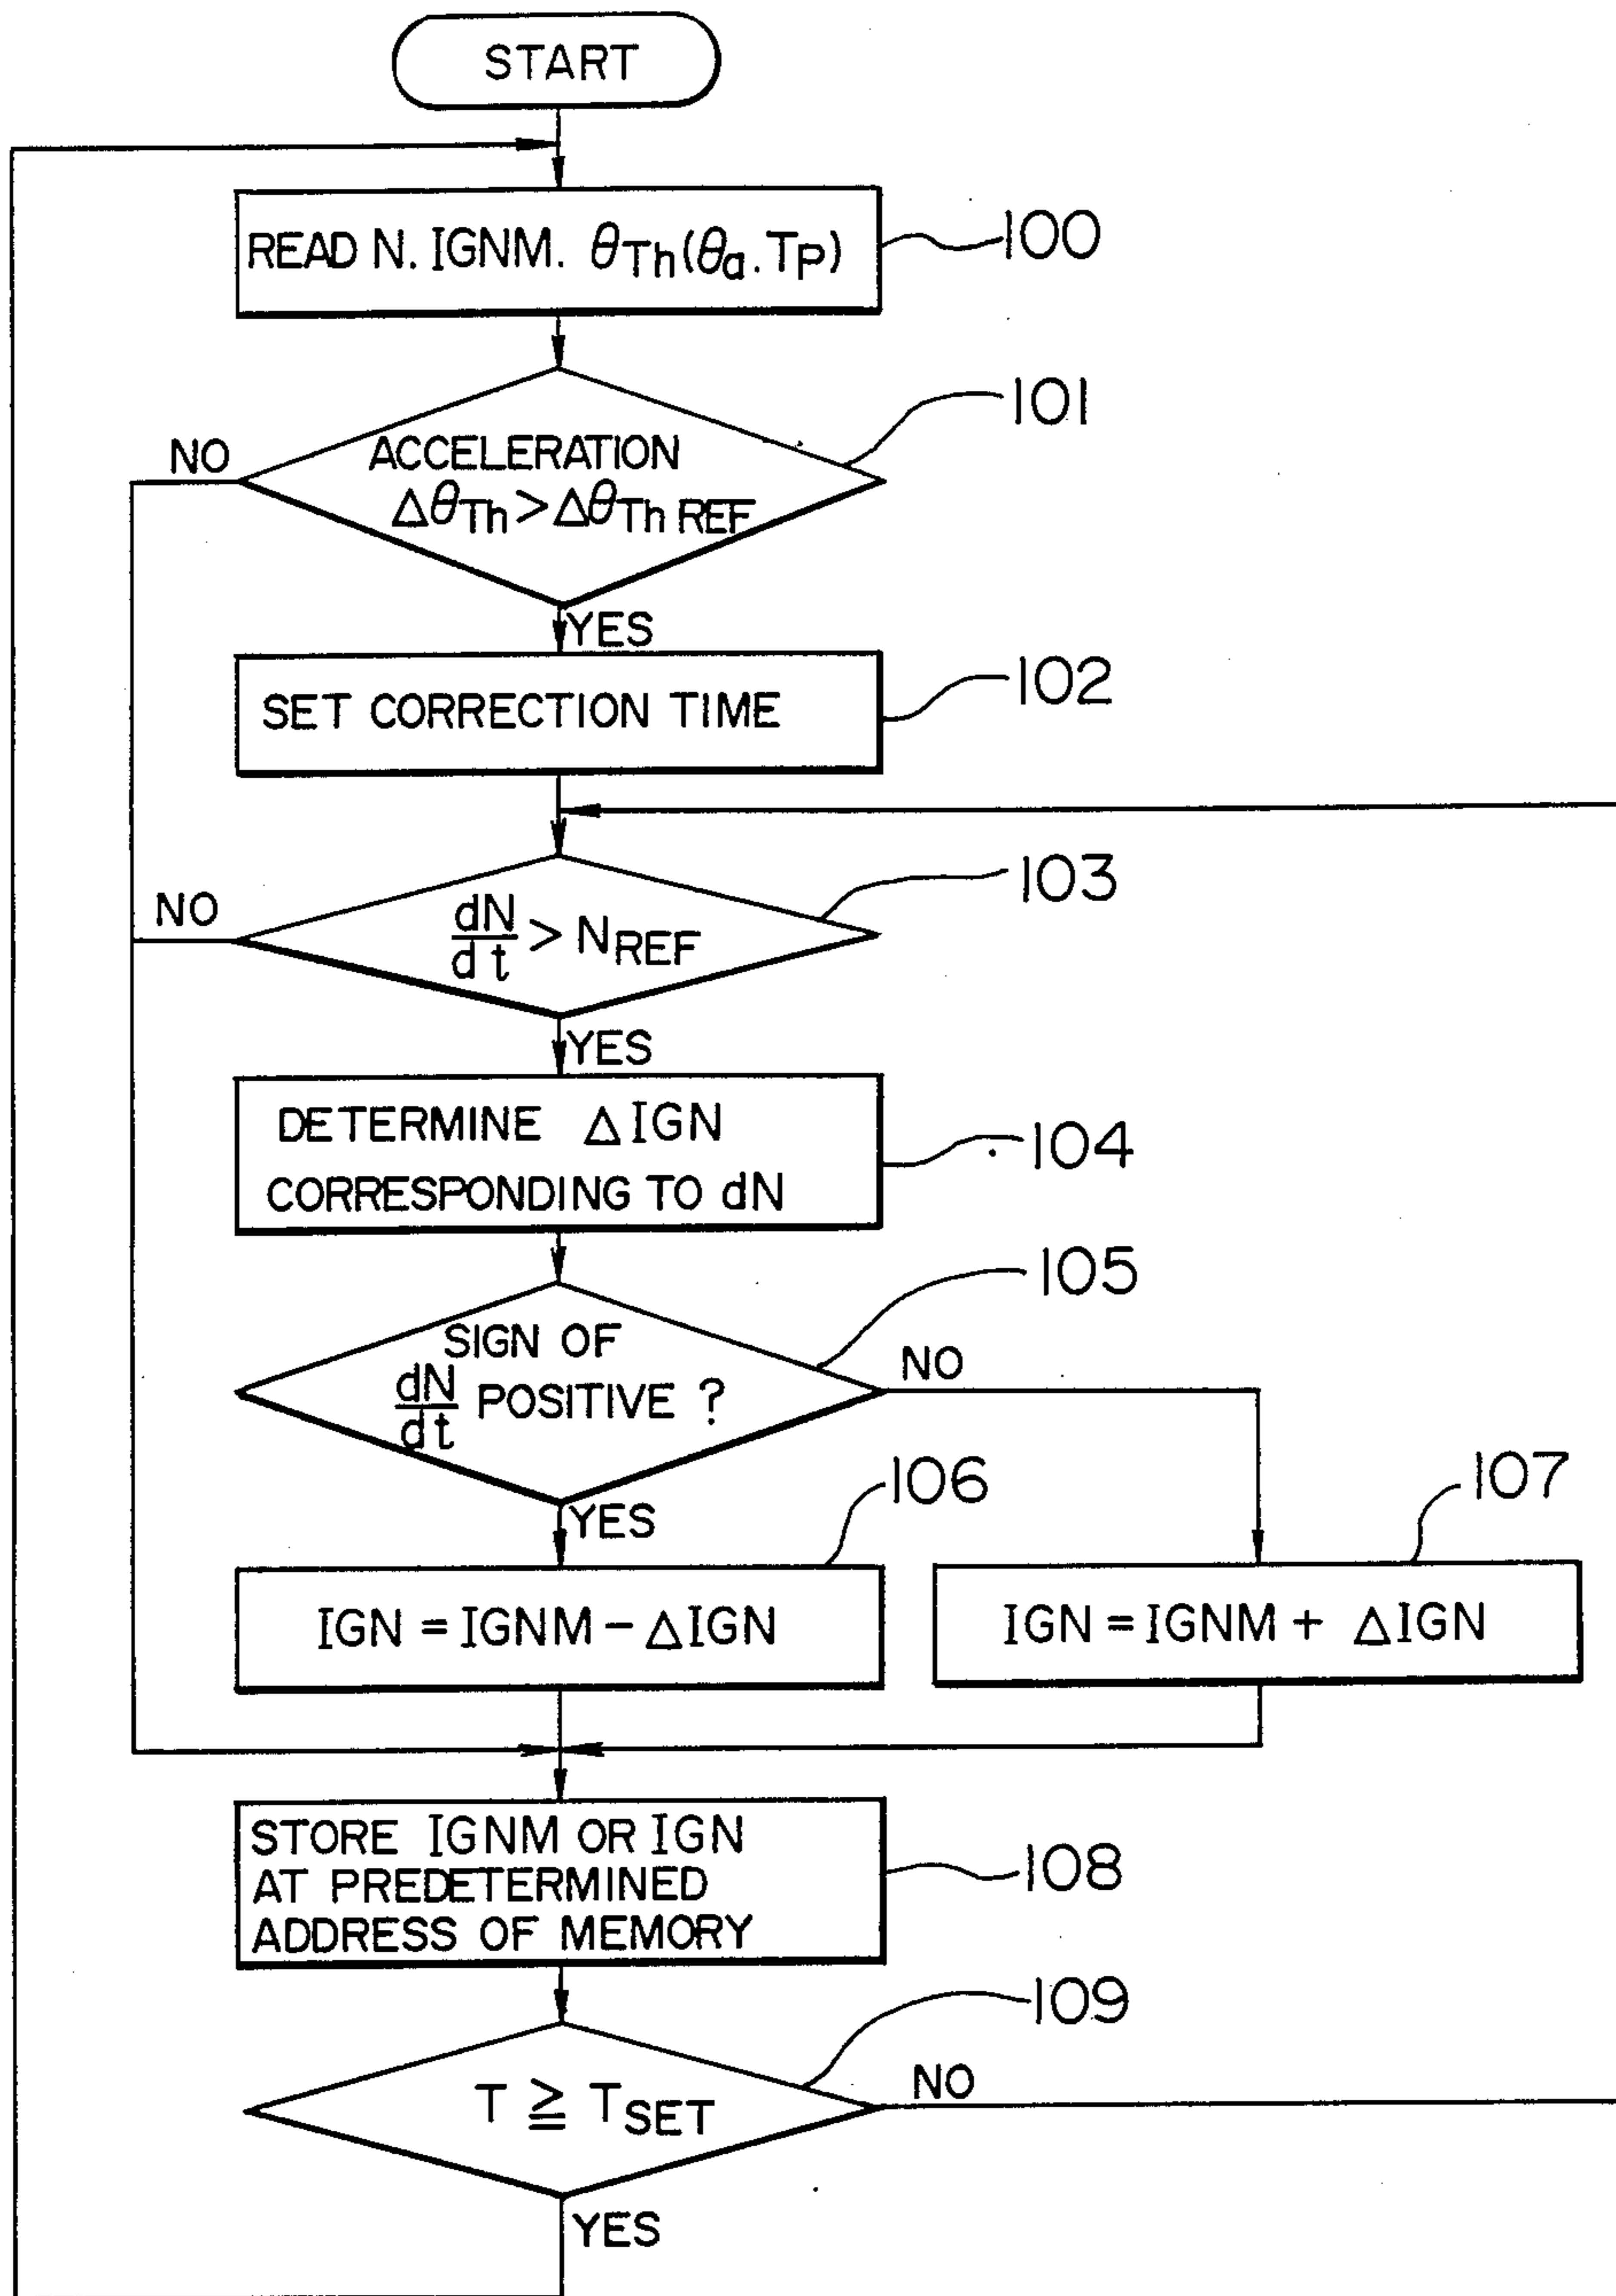 START
READ N. IGNM. θTh(θa. TP)
100
ACCELERATION
ΔθTh > ΔθTh REF
101
NO
YES
SET CORRECTION TIME
102
dN/dt > NREF
103
NO
YES
DETERMINE ΔIGN
CORRESPONDING TO dN
104
SIGN OF
dN/dt POSITIVE ?
105
NO
YES
106
107
IGN = IGNM - ΔIGN
IGN = IGNM + ΔIGN
STORE IGNM OR IGN
AT PREDETERMINED
ADDRESS OF MEMORY
108
T ≧ TSET
109
NO
YES